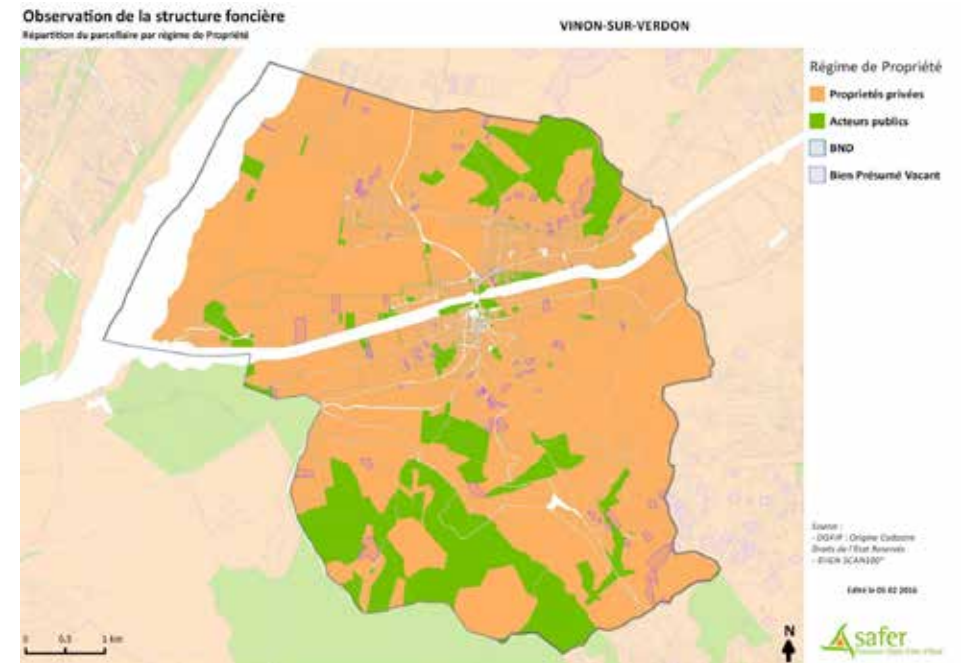 Observation de la structure foncière
Répartition du parcellaire par régime de Propriété
VINON-SUR-VERDON
Régime de Propriété
Proprietés privées
Acteurs publics
BND
Bien Présumé Vacant
Source :
- DGFIP : Origine Cadastre
Droits de l'Etat Réservés
- ©IGN SCAN100®
Edité le 05 02 2016
0 0,5 1 km
N
safer